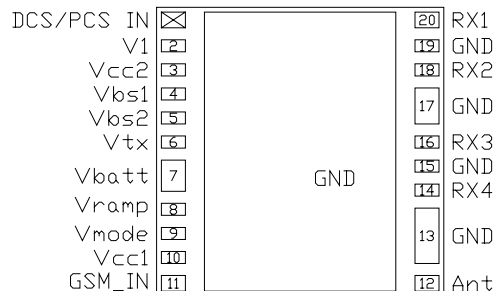 DCS/PCS IN 20 RX1
V1 2 19 GND
Vcc2 3 18 RX2
Vbs1 4 17 GND
Vbs2 5
Vtx 6 16 RX3
15 GND
Vbatt 7 GND 14 RX4
Vramp 8
Vmode 9 13 GND
Vcc1 10
GSM_IN 11 12 Ant